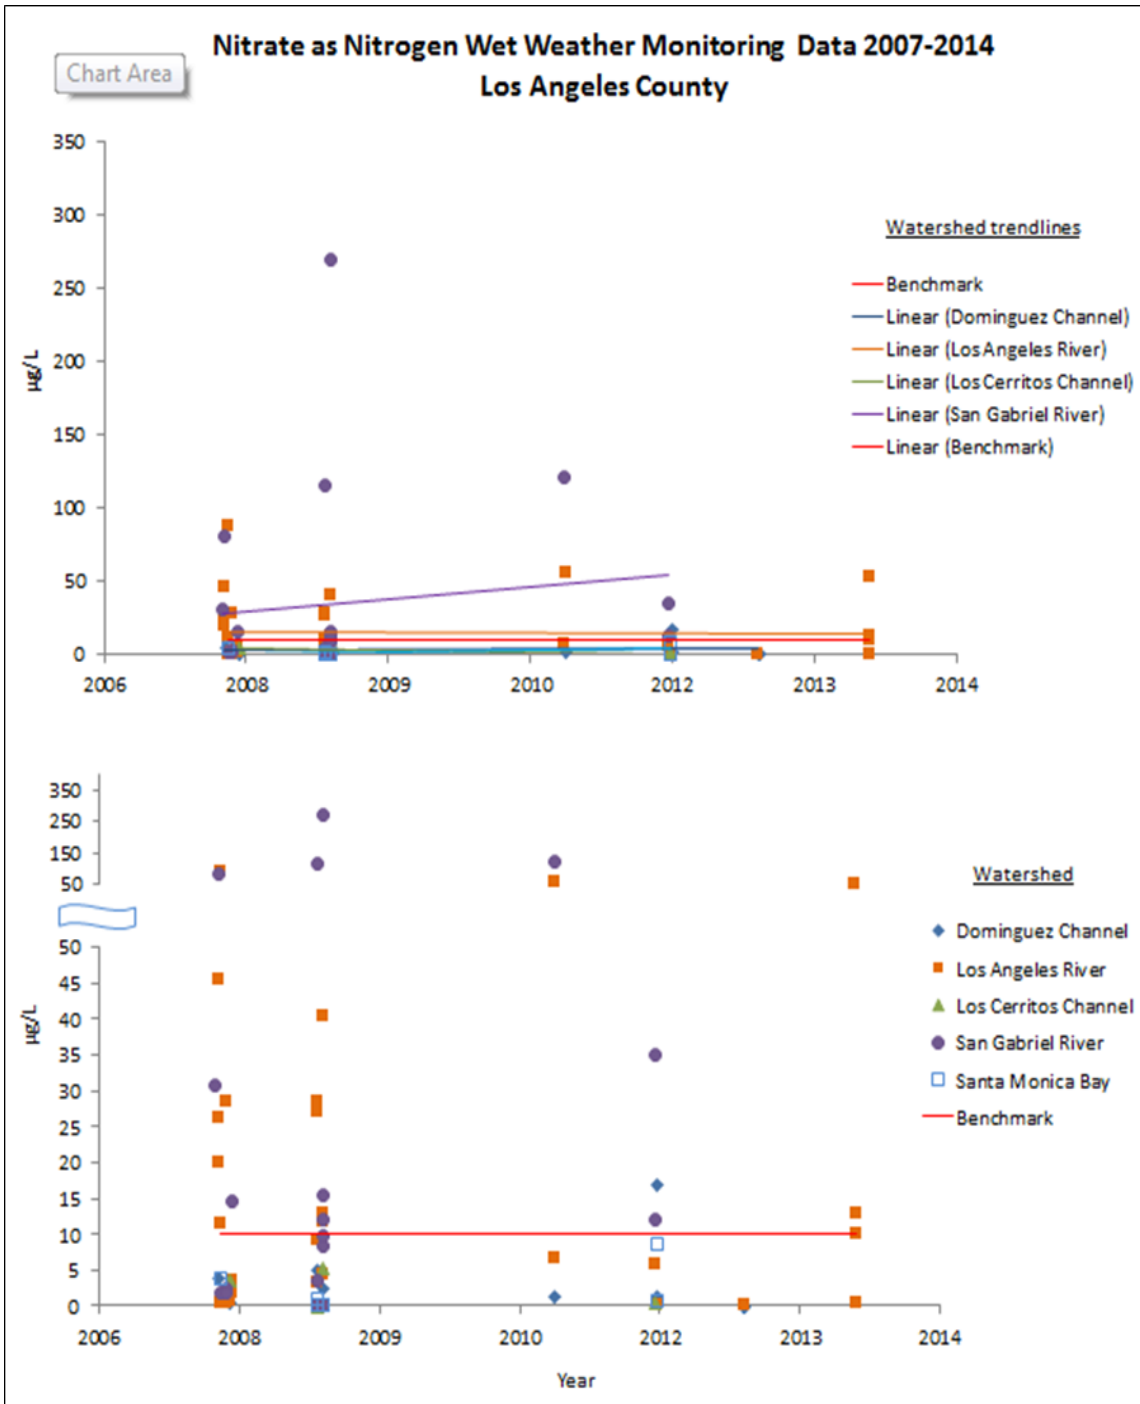 Nitrate as Nitrogen Wet Weather Monitoring Data 2007-2014
Los Angeles County
Chart Area
350
300
250
200
150
100
50
0
µg/L
2006 2008 2009 2010 2012 2013 2014
Watershed trendlines
Benchmark
Linear (Dominguez Channel)
Linear (Los Angeles River)
Linear (Los Cerritos Channel)
Linear (San Gabriel River)
Linear (Benchmark)
350
250
150
50
50
45
40
35
30
25
20
15
10
5
0
µg/L
2006 2008 2009 2010 2012 2013 2014
Year
Watershed
Dominguez Channel
Los Angeles River
Los Cerritos Channel
San Gabriel River
Santa Monica Bay
Benchmark